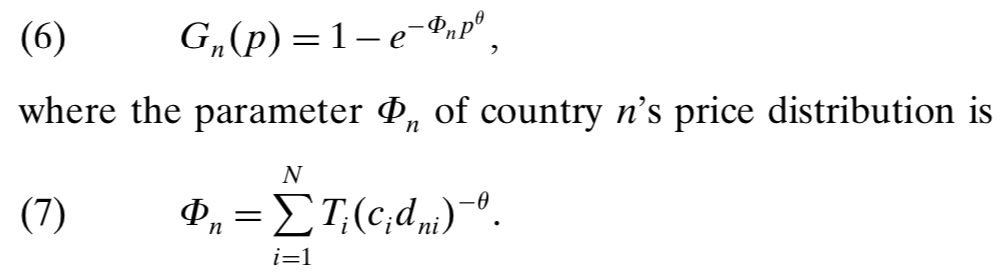 (6) G_n(p) = 1 − e^{−Φ_n p^θ},
where the parameter Φ_n of country n's price distribution is
(7) Φ_n = ∑_{i=1}^{N} T_i(c_i d_{ni})^{−θ}.